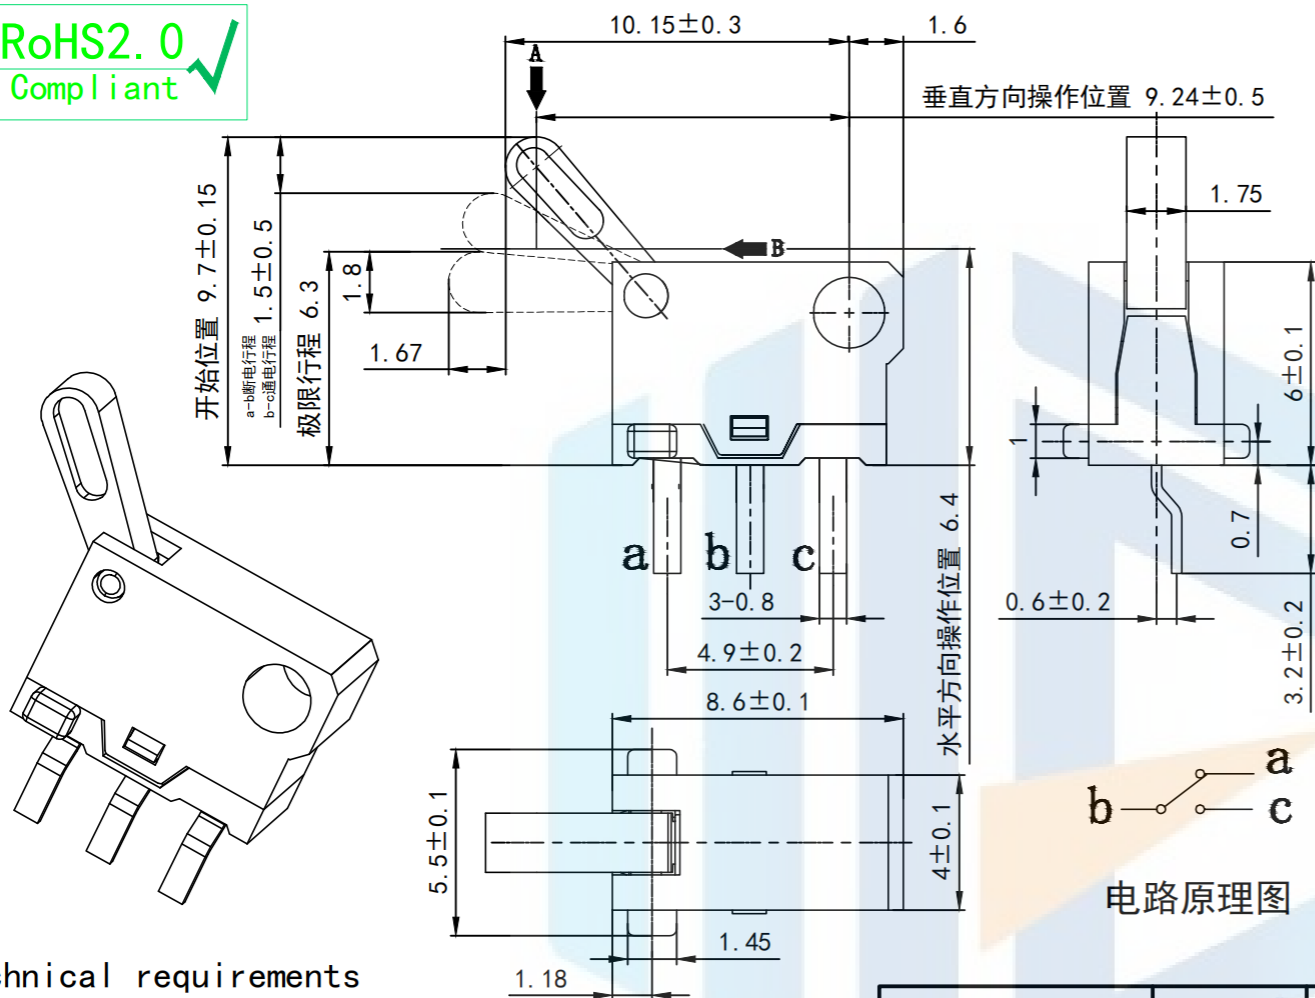 RoHS2.0
Compliant
10.15±0.3
1.6
A
垂直方向操作位置 9.24±0.5
1.75
B
开始位置 9.7±0.15
a-b断电行程
b-c通电行程 1.5±0.5
极限行程 6.3
1.8
1.67
6±0.1
1
0.7
a
b
c
水平方向操作位置 6.4
3-0.8
0.6±0.2
3.2±0.2
4.9±0.2
8.6±0.1
a
b
c
5.5±0.1
4±0.1
电路原理图
1.45
1.18
chnical requirements